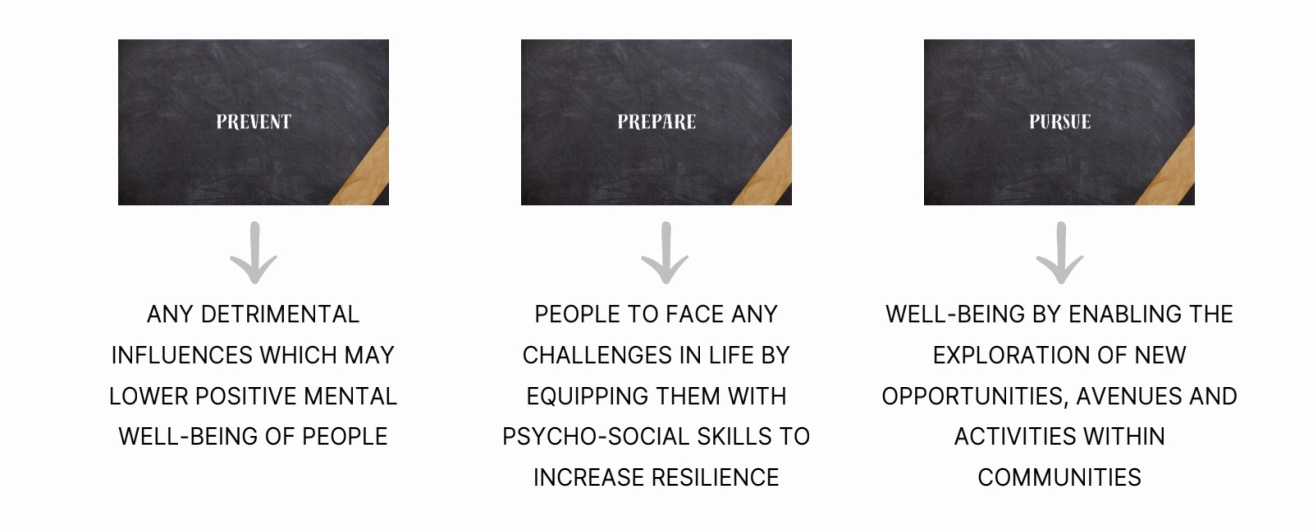 PREVENT
ANY DETRIMENTAL
INFLUENCES WHICH MAY
LOWER POSITIVE MENTAL
WELL-BEING OF PEOPLE
PREPARE
PEOPLE TO FACE ANY
CHALLENGES IN LIFE BY
EQUIPPING THEM WITH
PSYCHO-SOCIAL SKILLS TO
INCREASE RESILIENCE
PURSUE
WELL-BEING BY ENABLING THE
EXPLORATION OF NEW
OPPORTUNITIES, AVENUES AND
ACTIVITIES WITHIN
COMMUNITIES